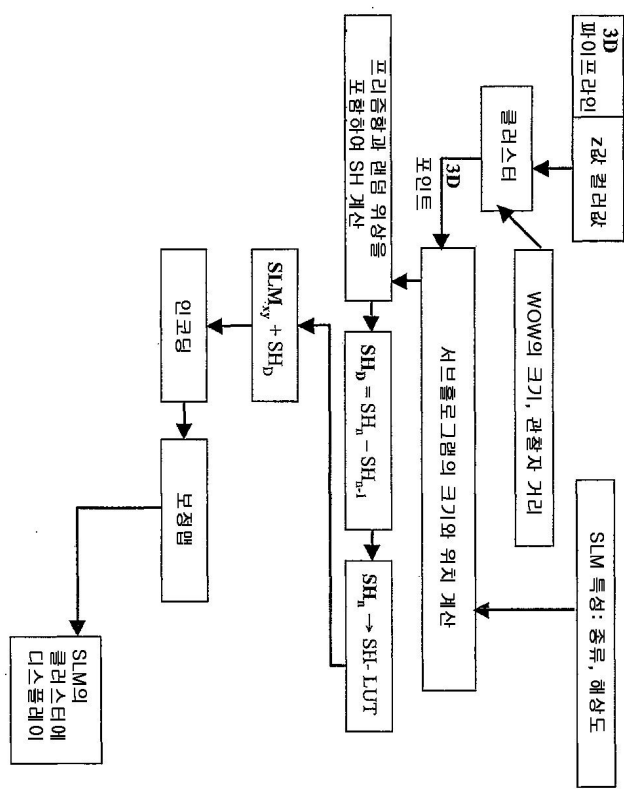 3D
파이프라인
z값 컬러값
WOW의 크기, 관찰자 거리
SLM 특성: 종류, 해상도
클러스터
3D
포인트
서브홀로그램의 크기와 위치 계산
프리즘항과 랜덤 위상을
포함하여 SH 계산
SH_D = SH_n − SH_{n-1}
SH_n → SH- LUT
SLM_{xy} + SH_D
인코딩
보정맵
SLM의
클러스터에
디스플레이